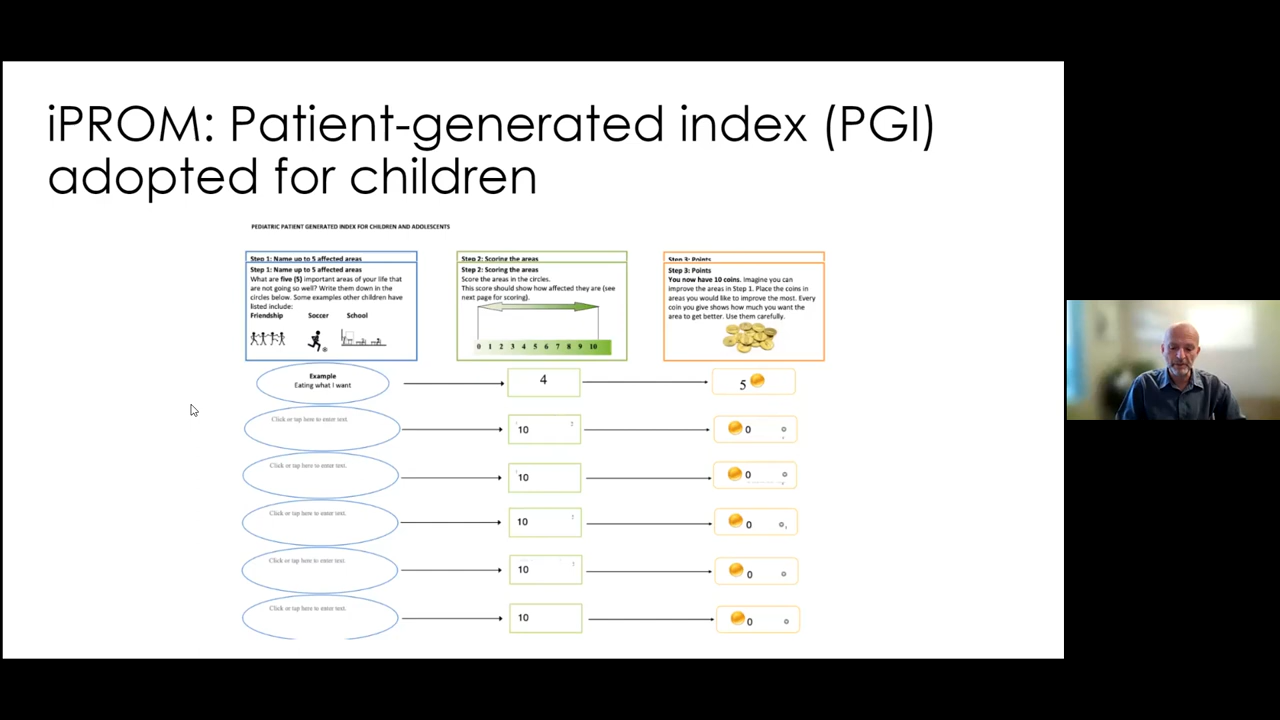 iPROM: Patient-generated index (PGI)
adopted for children
PEDIATRIC PATIENT GENERATED INDEX FOR CHILDREN AND ADOLESCENTS
Step 1: Name up to 5 affected areas
Step 1: Name up to 5 affected areas
What are five (5) important areas of your life that
are not going so well? Write them down in the
circles below. Some examples other children have
listed include:
Friendship Soccer School
Step 2: Scoring the areas
Step 2: Scoring the areas
Score the areas in the circles.
This score should show how affected they are (see
next page for scoring).
0 1 2 3 4 5 6 7 8 9 10
Step 3: Points
Step 3: Points
You now have 10 coins. Imagine you can
improve the areas in Step 1. Place the coins in
areas you would like to improve the most. Every
coin you give shows how much you want the
area to get better. Use them carefully.
Example
Eating what I want
4
5
Click or tap here to enter text.
10
0
Click or tap here to enter text.
10
0
Click or tap here to enter text.
10
0
Click or tap here to enter text.
10
0
Click or tap here to enter text.
10
0